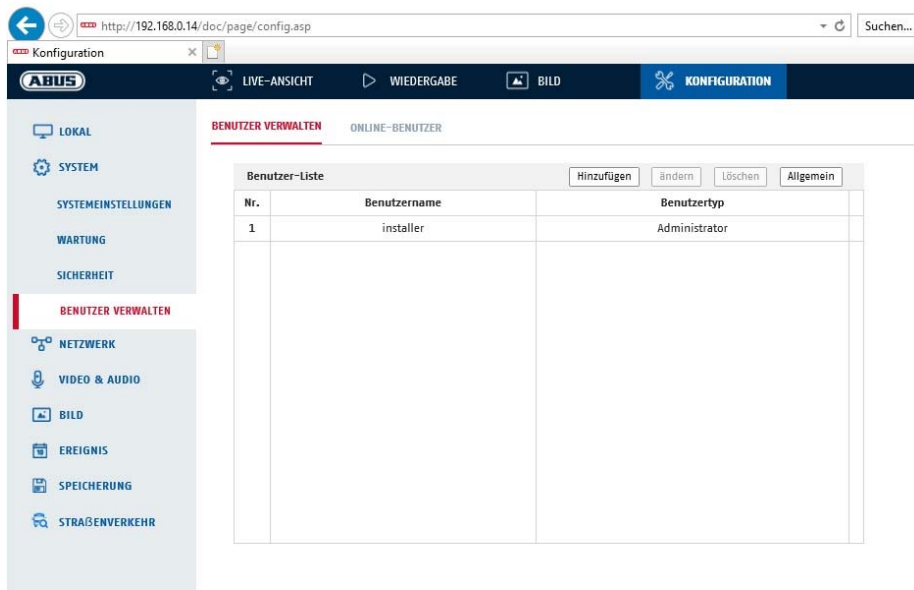 http://192.168.0.14/doc/page/config.asp
Suchen...
Konfiguration
ABUS
LIVE-ANSICHT
WIEDERGABE
BILD
KONFIGURATION
LOKAL
SYSTEM
SYSTEMEINSTELLUNGEN
WARTUNG
SICHERHEIT
BENUTZER VERWALTEN
NETZWERK
VIDEO & AUDIO
BILD
EREIGNIS
SPEICHERUNG
STRAßENVERKEHR
BENUTZER VERWALTEN ONLINE-BENUTZER
Benutzer-Liste Hinzufügen ändern Löschen Allgemein
Nr. Benutzername Benutzertyp
1 installer Administrator